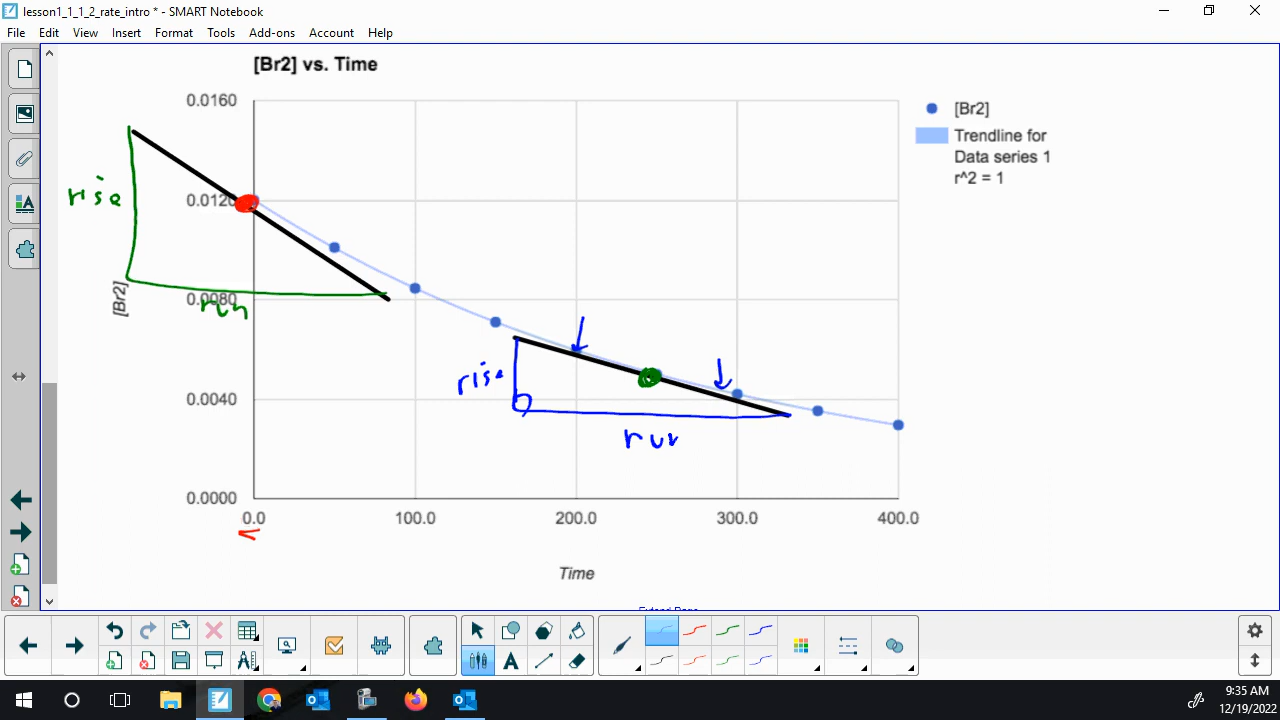 lesson1_1_1_2_rate_intro * - SMART Notebook
File Edit View Insert Format Tools Add-ons Account Help
[Br2] vs. Time
0.0160
[Br2]
Trendline for
Data series 1
r^2 = 1
rise
0.0120
[Br2]
0.0080
run
rise
0.0040
run
0.0000
0.0 100.0 200.0 300.0 400.0
Time
Extend Page
9:35 AM
12/19/2022